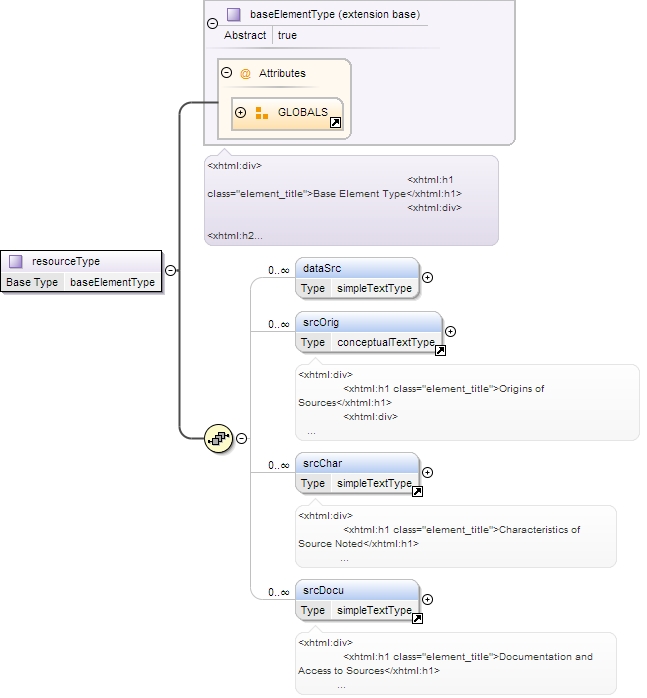 baseElementType (extension base)
Abstract true
@ Attributes
GLOBALS
<xhtml:div>
<xhtml:h1
class="element_title">Base Element Type</xhtml:h1>
<xhtml:div>
<xhtml:h2...
resourceType
Base Type baseElementType
0..∞ dataSrc
Type simpleTextType
0..∞ srcOrig
Type conceptualTextType
<xhtml:div>
<xhtml:h1 class="element_title">Origins of
Sources</xhtml:h1>
<xhtml:div>
...
0..∞ srcChar
Type simpleTextType
<xhtml:div>
<xhtml:h1 class="element_title">Characteristics of
Source Noted</xhtml:h1>
...
0..∞ srcDocu
Type simpleTextType
<xhtml:div>
<xhtml:h1 class="element_title">Documentation and
Access to Sources</xhtml:h1>
...